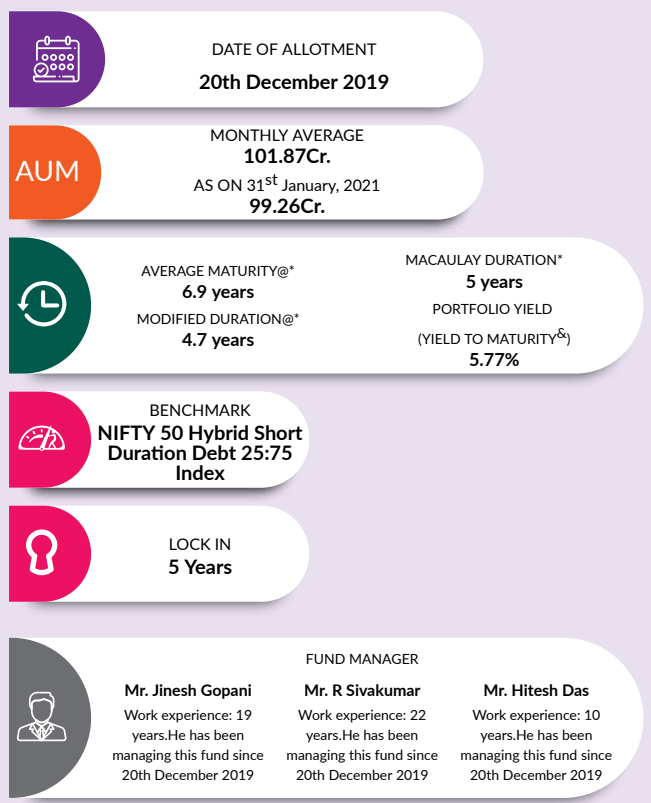 DATE OF ALLOTMENT
20th December 2019
AUM
MONTHLY AVERAGE
101.87Cr.
AS ON 31st January, 2021
99.26Cr.
AVERAGE MATURITY@*
6.9 years
MODIFIED DURATION@*
4.7 years
MACAULAY DURATION*
5 years
PORTFOLIO YIELD
(YIELD TO MATURITY&)
5.77%
BENCHMARK
NIFTY 50 Hybrid Short
Duration Debt 25:75
Index
LOCK IN
5 Years
FUND MANAGER
Mr. Jinesh Gopani
Work experience: 19
years.He has been
managing this fund since
20th December 2019
Mr. R Sivakumar
Work experience: 22
years.He has been
managing this fund since
20th December 2019
Mr. Hitesh Das
Work experience: 10
years.He has been
managing this fund since
20th December 2019